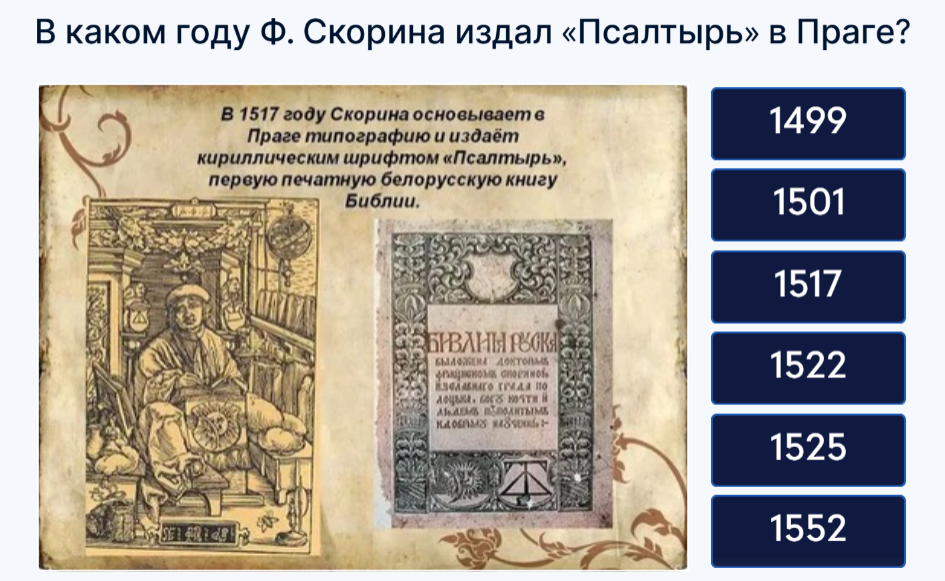 В каком году Ф. Скорина издал «Псалтырь» в Праге?
В 1517 году Скорина основывает в
Праге типографию и издаёт
кириллическим шрифтом «Псалтырь»,
первую печатную белорусскую книгу
Библии.
БИВЛИЯ РУСКА
1499
1501
1517
1522
1525
1552